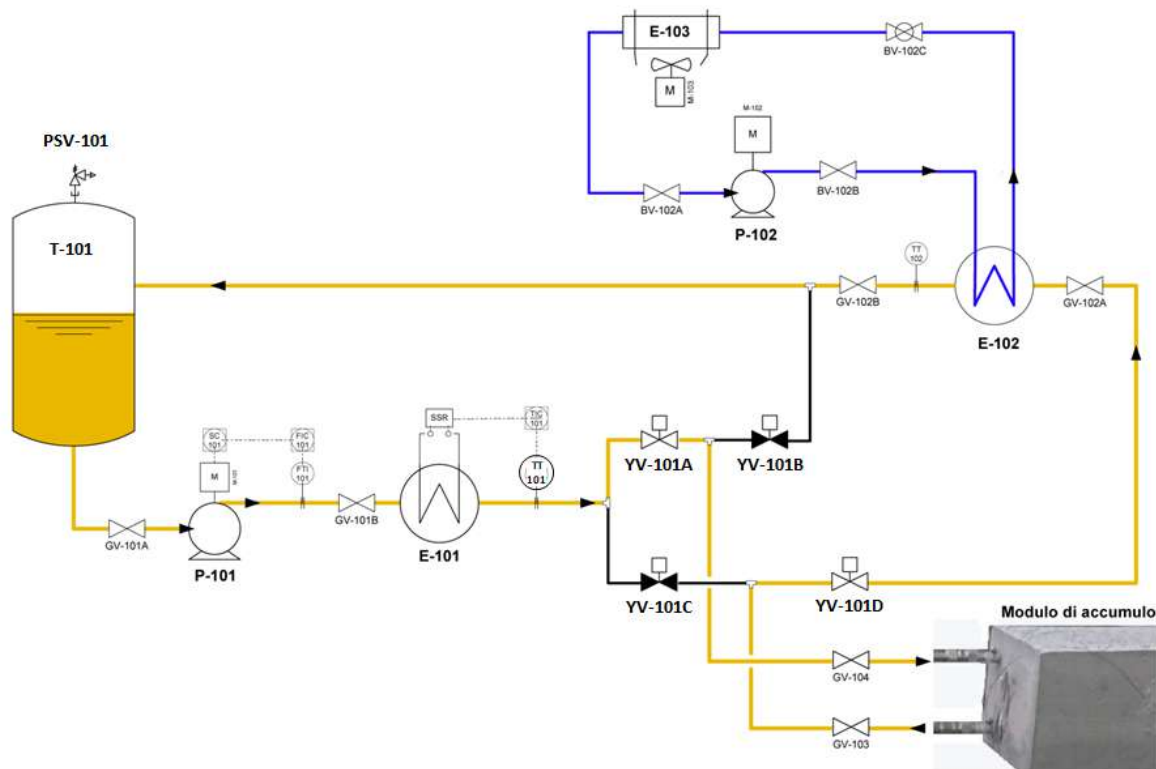 E-103
BV-102C
M
M-103
M-102
M
PSV-101
T-101
BV-102A
BV-102B
P-102
TT
102
GV-102B
GV-102A
E-102
SSR
TIC
101
SC
101
FIC
101
M
M-101
FTI
101
TT
101
YV-101A
YV-101B
GV-101A
GV-101B
P-101
E-101
YV-101C
YV-101D
Modulo di accumulo
GV-104
GV-103